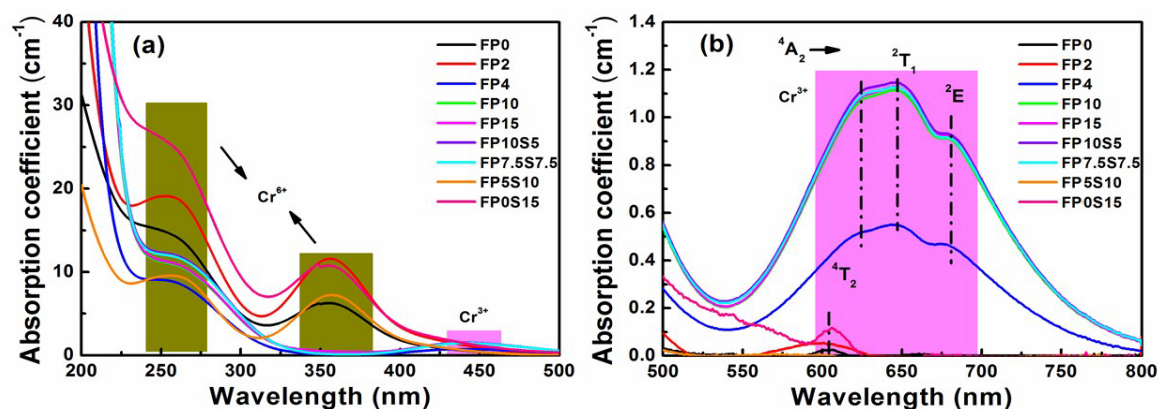 (a)
Absorption coefficient (cm⁻¹)
40
30
20
10
0
200 250 300 350 400 450 500
Wavelength (nm)
Cr⁶⁺
Cr³⁺
FP0
FP2
FP4
FP10
FP15
FP10S5
FP7.5S7.5
FP5S10
FP0S15
(b)
Absorption coefficient (cm⁻¹)
1.4
1.2
1.0
0.8
0.6
0.4
0.2
0.0
500 550 600 650 700 750 800
Wavelength (nm)
⁴A₂
Cr³⁺
²T₁
²E
⁴T₂
FP0
FP2
FP4
FP10
FP15
FP10S5
FP7.5S7.5
FP5S10
FP0S15